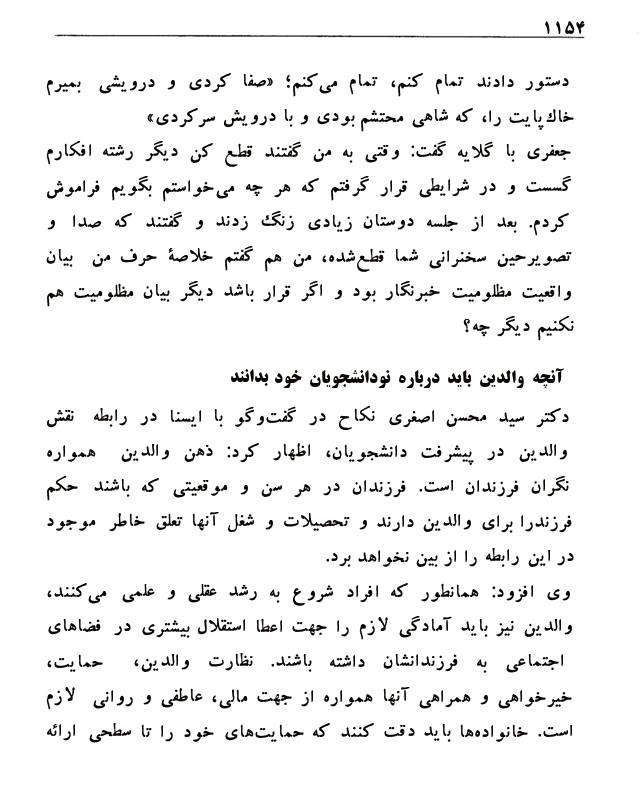 ۱۱۵۴
دستور دادند تمام کنم، تمام می‌کنم؛ «صفا کردی و درویشی بمیرم
خاک‌پایت را، که شاهی محتشم بودی و با درویش سرکردی»
جعفری با گلایه گفت: وقتی به من گفتند قطع کن دیگر رشته افکارم
گسست و در شرایطی قرار گرفتم که هر چه می‌خواستم بگویم فراموش
کردم. بعد از جلسه دوستان زیادی زنگ زدند و گفتند که صدا و
تصویرحین سخنرانی شما قطع‌شده، من هم گفتم خلاصهٔ حرف من بیان
واقعیت مظلومیت خبرنگار بود و اگر قرار باشد دیگر بیان مظلومیت هم
نکنیم دیگر چه؟
آنچه والدین باید درباره نودانشجویان خود بدانند
دکتر سید محسن اصغری نکاح در گفت‌وگو با ایسنا در رابطه نقش
والدین در پیشرفت دانشجویان، اظهار کرد: ذهن والدین همواره
نگران فرزندان است. فرزندان در هر سن و موقعیتی که باشند حکم
فرزندرا برای والدین دارند و تحصیلات و شغل آنها تعلق خاطر موجود
در این رابطه را از بین نخواهد برد.
وی افزود: همانطور که افراد شروع به رشد عقلی و علمی می‌کنند،
والدین نیز باید آمادگی لازم را جهت اعطا استقلال بیشتری در فضاهای
اجتماعی به فرزندانشان داشته باشند. نظارت والدین، حمایت،
خیرخواهی و همراهی آنها همواره از جهت مالی، عاطفی و روانی لازم
است. خانواده‌ها باید دقت کنند که حمایت‌های خود را تا سطحی ارائه